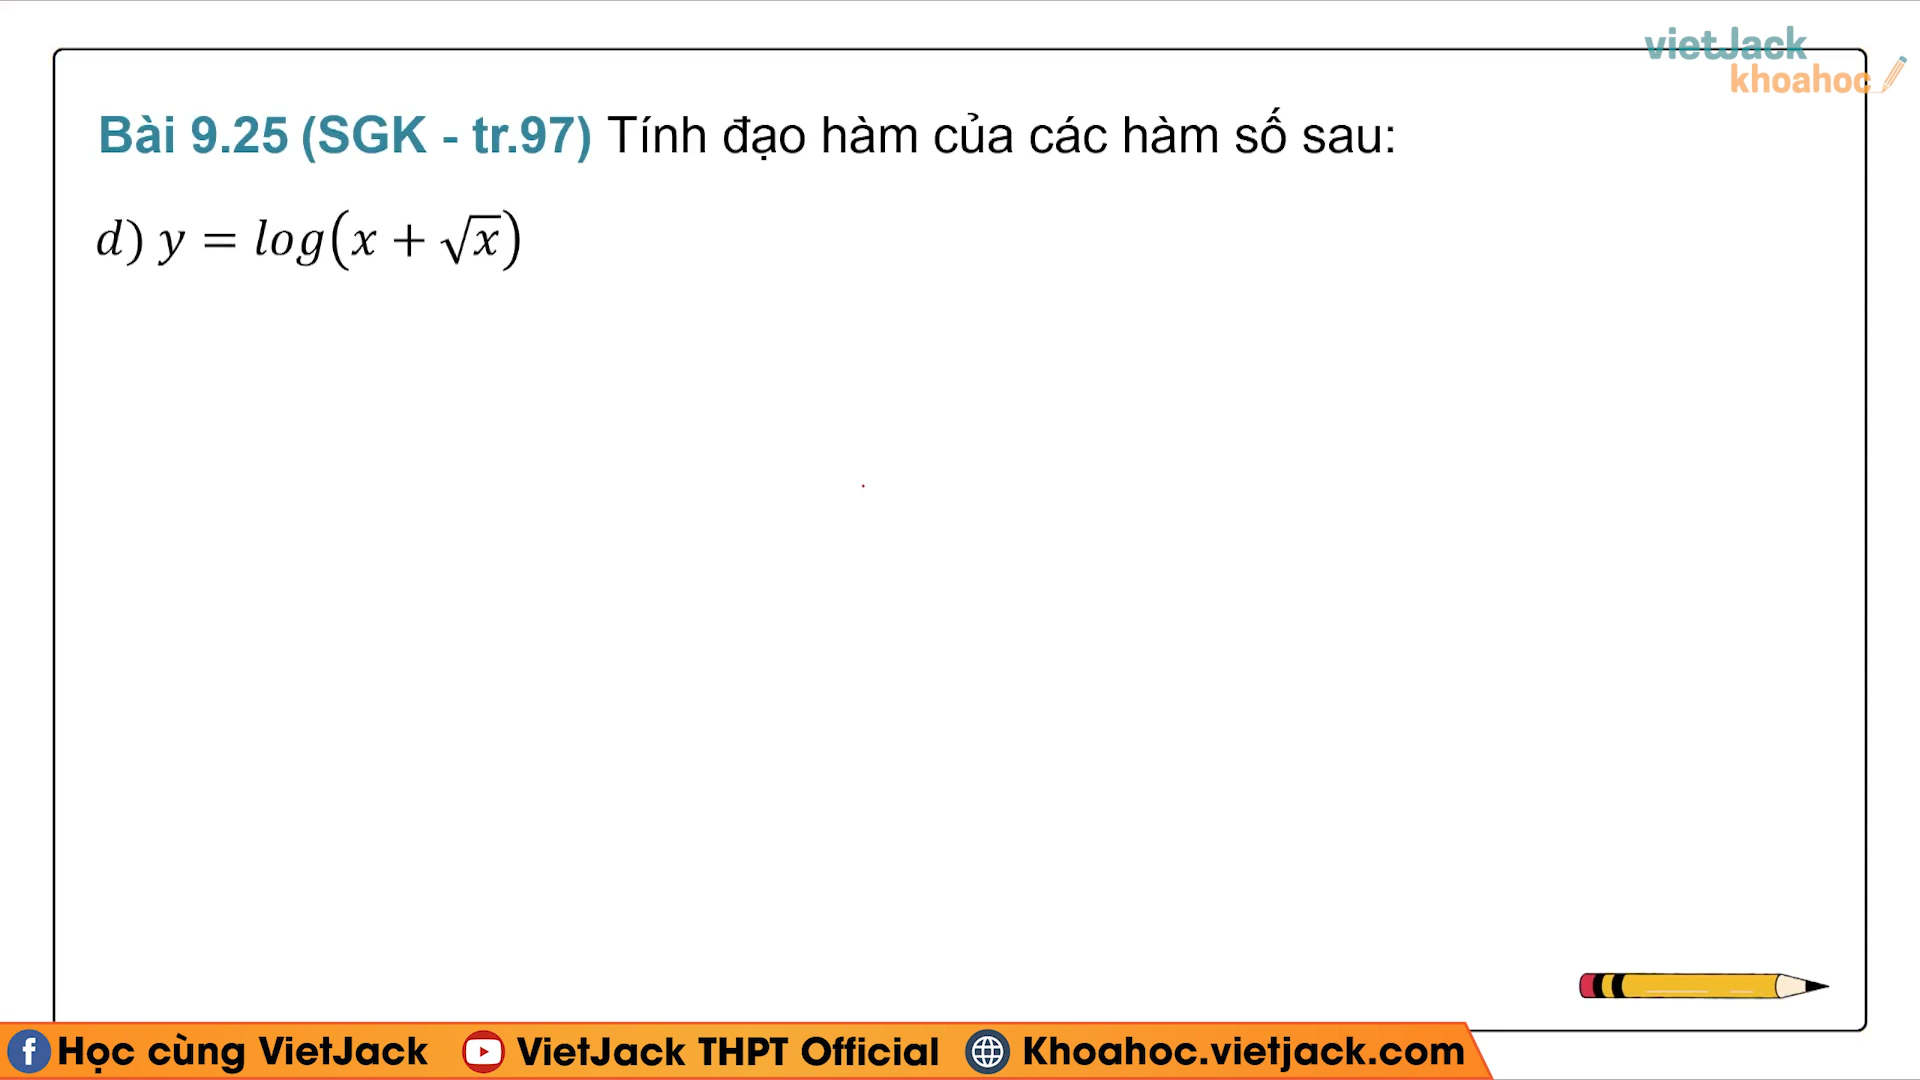 vietJack
khoahoc
Bài 9.25 (SGK - tr.97) Tính đạo hàm của các hàm số sau:
d) y = log(x + √x)
Học cùng VietJack VietJack THPT Official Khoahoc.vietjack.com